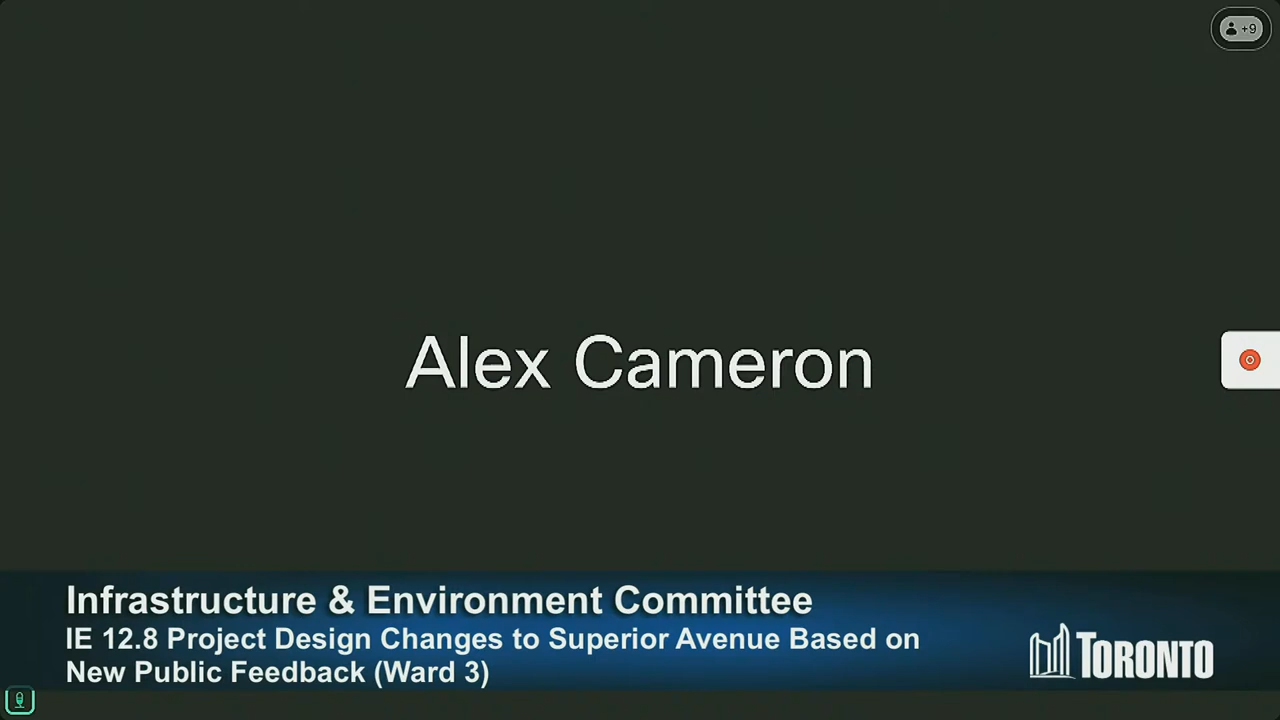 +9
Alex Cameron
Infrastructure & Environment Committee
IE 12.8 Project Design Changes to Superior Avenue Based on
New Public Feedback (Ward 3)
TORONTO